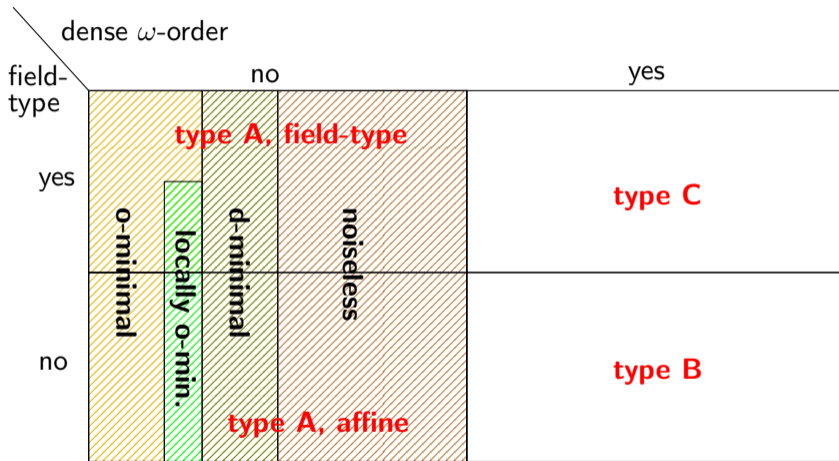 dense ω-order
field-
type
no
yes
type A, field-type
yes
type C
o-minimal
locally o-min.
d-minimal
noiseless
no
type B
type A, affine